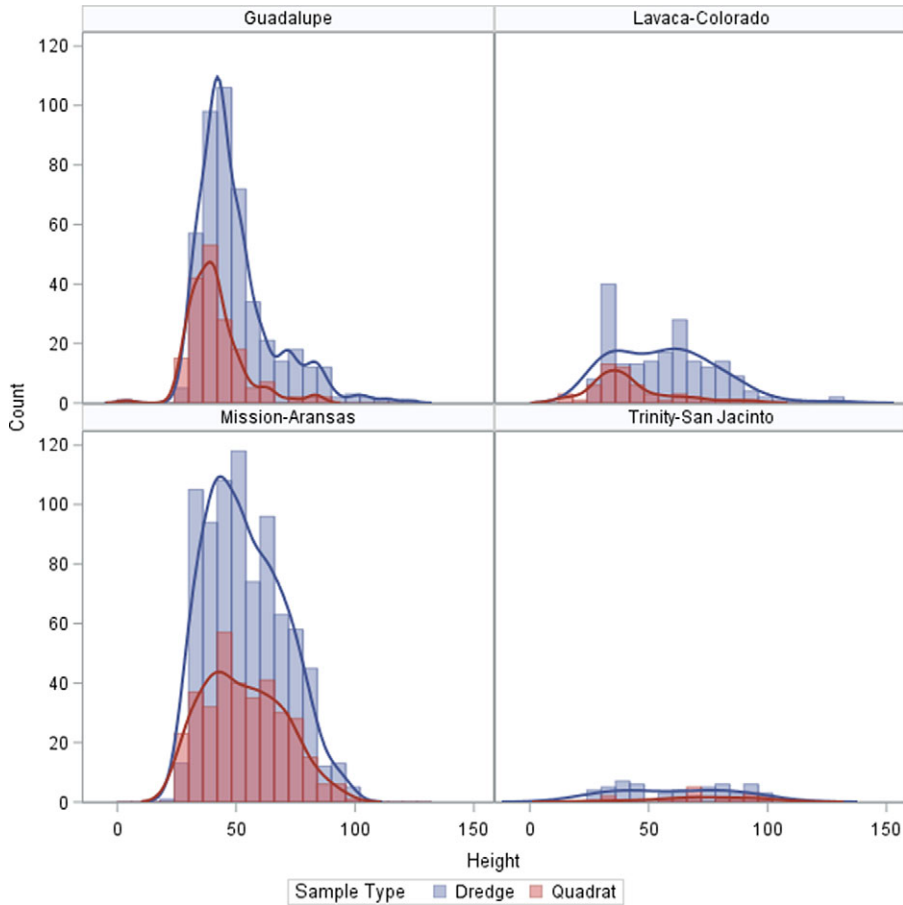 Guadalupe
Lavaca-Colorado
120
100
80
60
40
20
0
Count
Mission-Aransas
Trinity-San Jacinto
120
100
80
60
40
20
0
0 50 100 150
0 50 100 150
Height
Sample Type Dredge Quadrat